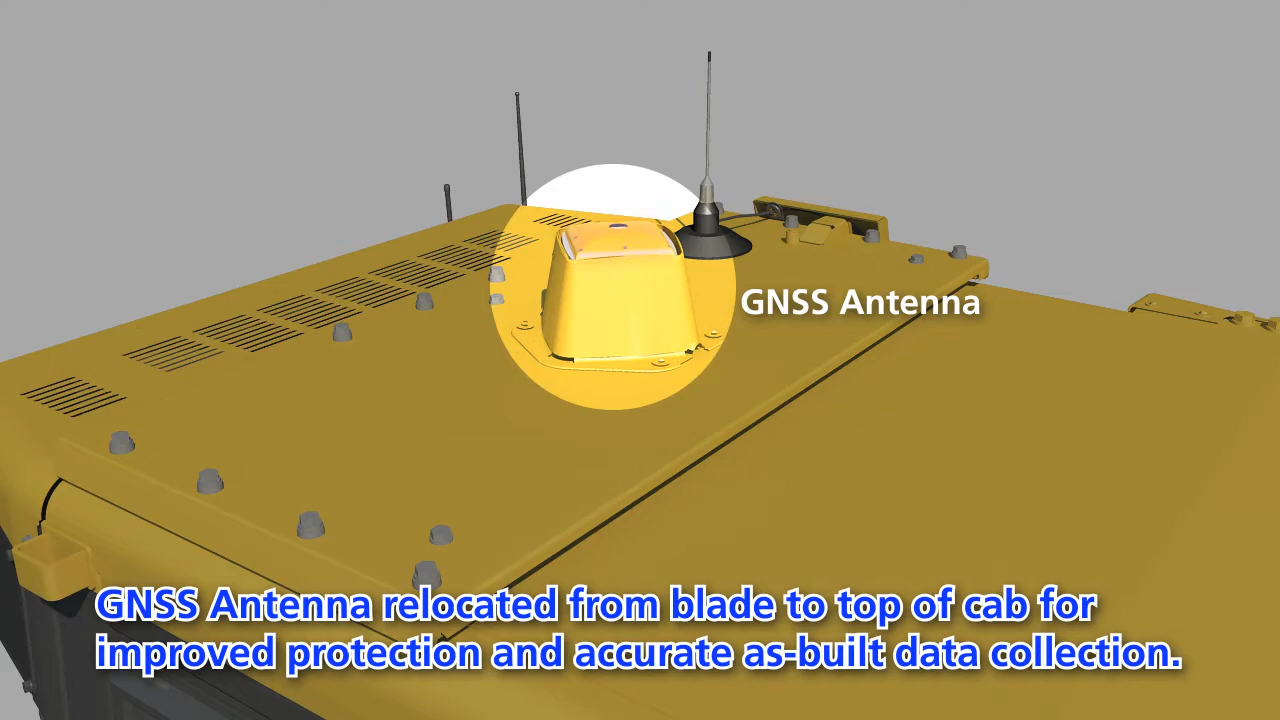 GNSS Antenna
GNSS Antenna relocated from blade to top of cab for
improved protection and accurate as-built data collection.